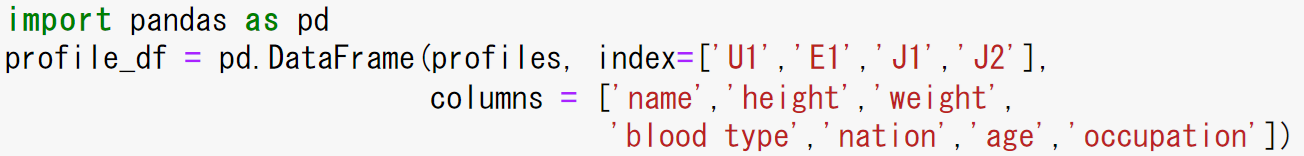 import pandas as pd
profile_df = pd.DataFrame(profiles, index=['U1','E1','J1','J2'],
columns = ['name','height','weight',
'blood type','nation','age','occupation'])